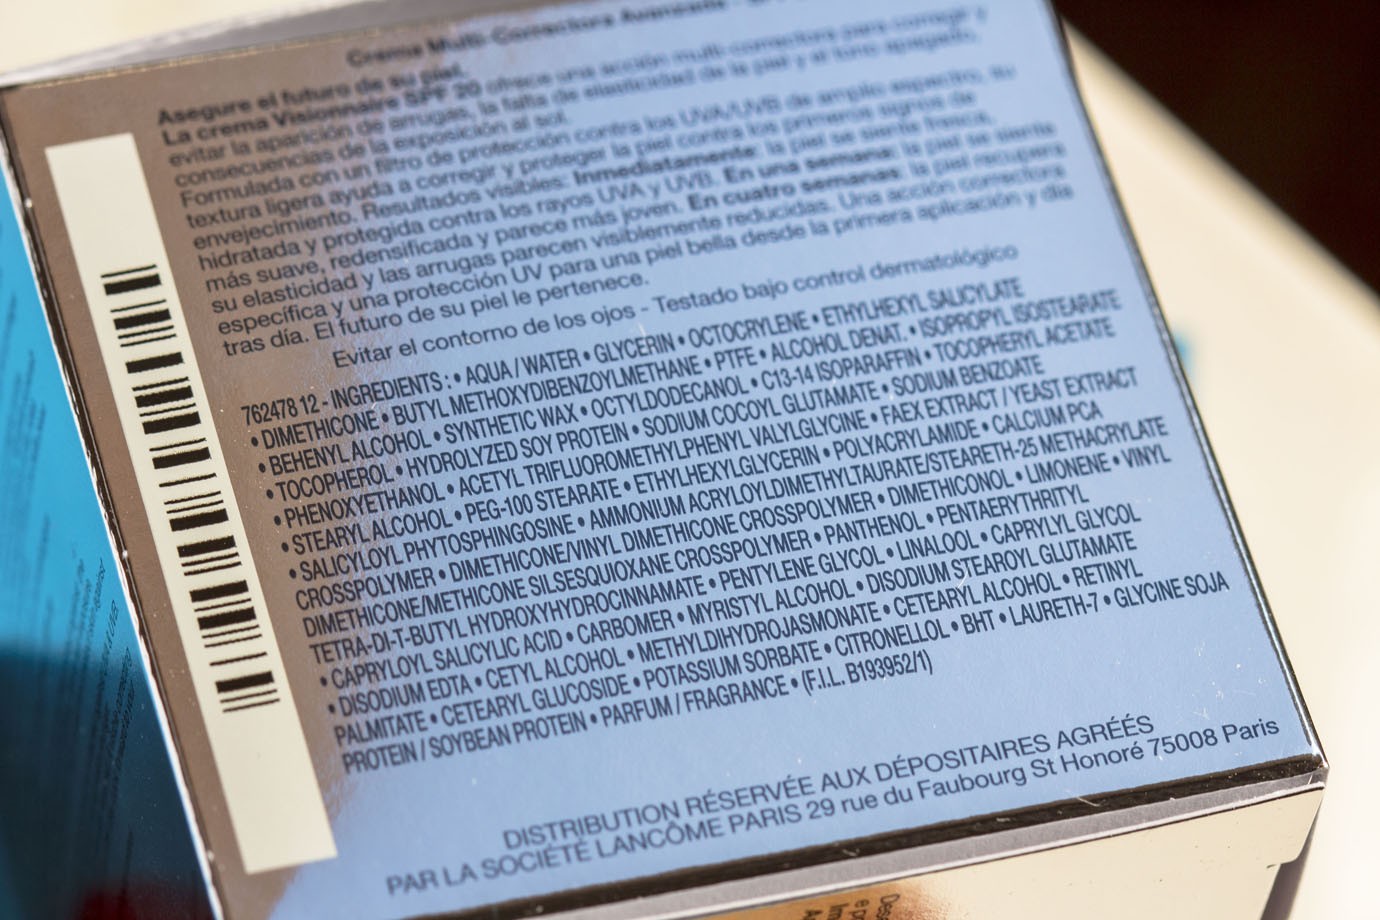 Crema Multi-Correctora Avanzada
Asegure el futuro de su piel.
La crema Visionnaire SPF 20 ofrece una acción multi-correctora para corregir y
evitar la aparición de arrugas, la falta de elasticidad de la piel y el tono apagado,
consecuencias de la exposición al sol.
Formulada con un filtro de protección contra los UVA/UVB de amplio espectro, su
textura ligera ayuda a corregir y proteger la piel contra los primeros signos de
envejecimiento. Resultados visibles: Inmediatamente: la piel se siente fresca,
hidratada y protegida contra los rayos UVA y UVB. En una semana: la piel se siente
más suave, redensificada y parece más joven. En cuatro semanas: la piel recupera
su elasticidad y las arrugas parecen visiblemente reducidas. Una acción correctora
específica y una protección UV para una piel bella desde la primera aplicación y día
tras día. El futuro de su piel le pertenece.
Evitar el contorno de los ojos - Testado bajo control dermatológico
762478 12 - INGREDIENTS : • AQUA / WATER • GLYCERIN • OCTOCRYLENE • ETHYLHEXYL SALICYLATE
• DIMETHICONE • BUTYL METHOXYDIBENZOYLMETHANE • PTFE • ALCOHOL DENAT. • ISOPROPYL ISOSTEARATE
• BEHENYL ALCOHOL • SYNTHETIC WAX • OCTYLDODECANOL • C13-14 ISOPARAFFIN • TOCOPHERYL ACETATE
• TOCOPHEROL • HYDROLYZED SOY PROTEIN • SODIUM COCOYL GLUTAMATE • SODIUM BENZOATE
• PHENOXYETHANOL • ACETYL TRIFLUOROMETHYLPHENYL VALYLGLYCINE • FAEX EXTRACT / YEAST EXTRACT
• STEARYL ALCOHOL • PEG-100 STEARATE • ETHYLHEXYLGLYCERIN • POLYACRYLAMIDE • CALCIUM PCA
• SALICYLOYL PHYTOSPHINGOSINE • AMMONIUM ACRYLOYLDIMETHYLTAURATE/STEARETH-25 METHACRYLATE
CROSSPOLYMER • DIMETHICONE/VINYL DIMETHICONE CROSSPOLYMER • DIMETHICONOL • LIMONENE • VINYL
DIMETHICONE/METHICONE SILSESQUIOXANE CROSSPOLYMER • PANTHENOL • PENTAERYTHRITYL
TETRA-DI-T-BUTYL HYDROXYHYDROCINNAMATE • PENTYLENE GLYCOL • LINALOOL • CAPRYLYL GLYCOL
• CAPRYLOYL SALICYLIC ACID • CARBOMER • MYRISTYL ALCOHOL • DISODIUM STEAROYL GLUTAMATE
• DISODIUM EDTA • CETYL ALCOHOL • METHYLDIHYDROJASMONATE • CETEARYL ALCOHOL • RETINYL
PALMITATE • CETEARYL GLUCOSIDE • POTASSIUM SORBATE • CITRONELLOL • BHT • LAURETH-7 • GLYCINE SOJA
PROTEIN / SOYBEAN PROTEIN • PARFUM / FRAGRANCE • (F.I.L. B193952/1)
DISTRIBUTION RÉSERVÉE AUX DÉPOSITAIRES AGRÉÉS
PAR LA SOCIÉTÉ LANCÔME PARIS 29 rue du Faubourg St Honoré 75008 Paris